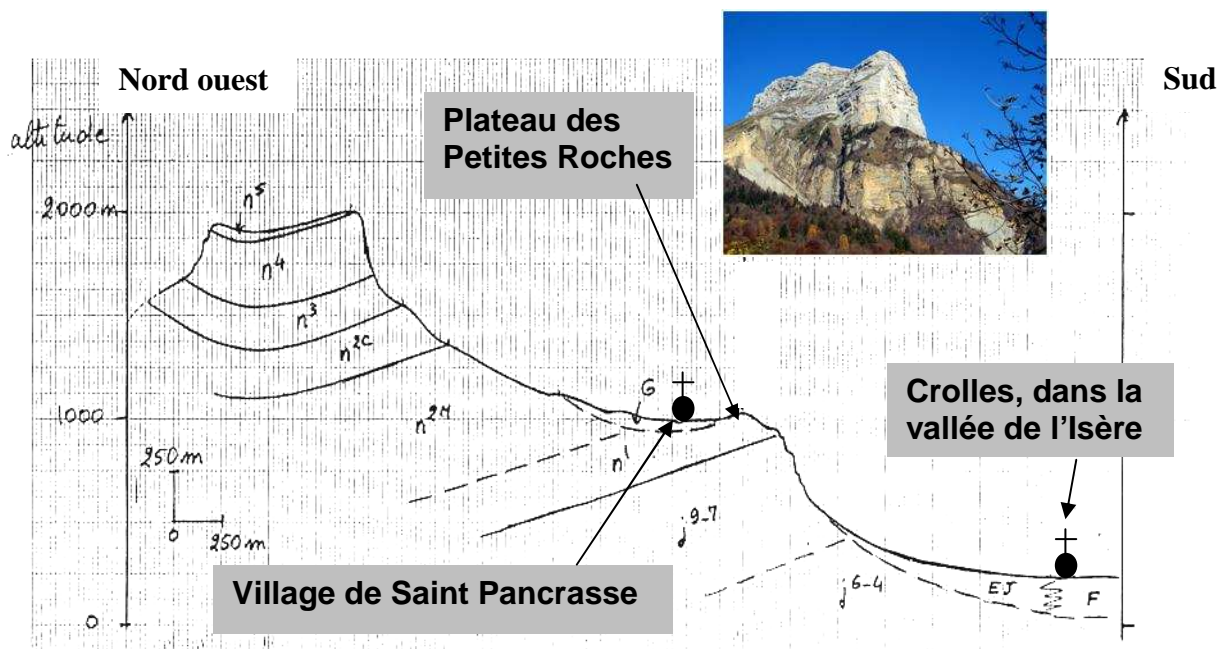 Nord ouest
Sud
altitude
Plateau des
Petites Roches
2000 m
n5
n4
n3
n2c
n2M
G
1000
n1
250 m
0
250 m
j9-7
Crolles, dans la
vallée de l’Isère
Village de Saint Pancrasse
j6-4
EJ
F
0